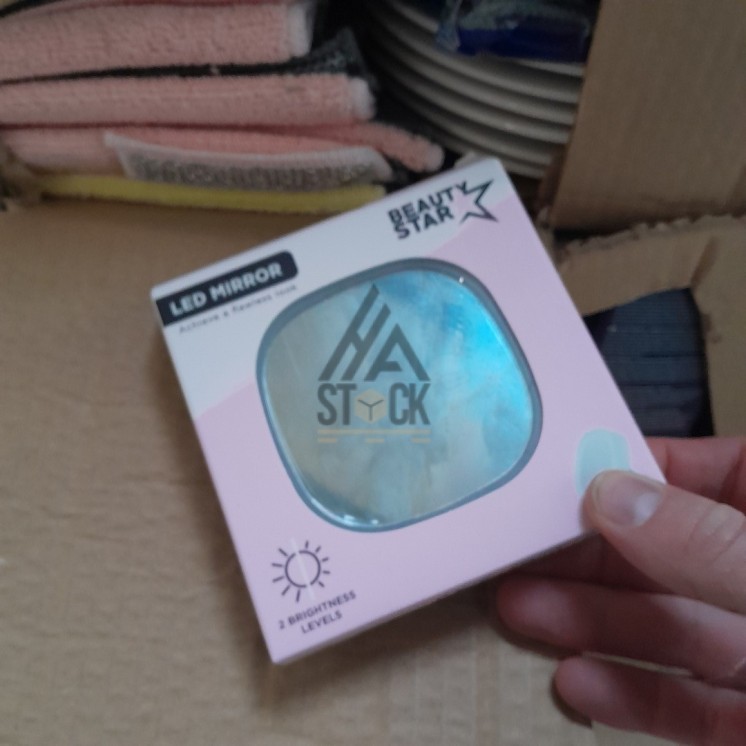 BEAUTY
STAR
LED MIRROR
Achieve a flawless look
HA
STOCK
2 BRIGHTNESS
LEVELS